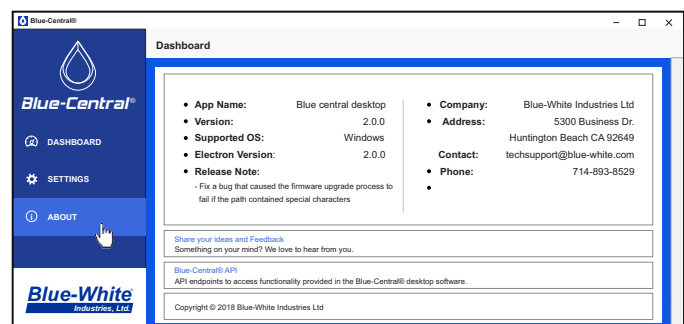 Blue-Central®
Dashboard
Blue-Central®
DASHBOARD
SETTINGS
ABOUT
Blue-White
Industries, Ltd.
App Name: Blue central desktop
Version: 2.0.0
Supported OS: Windows
Electron Version: 2.0.0
Release Note:
- Fix a bug that caused the firmware upgrade process to
fail if the path contained special characters
Company: Blue-White Industries Ltd
Address: 5300 Business Dr.
Huntington Beach CA 92649
Contact: techsupport@blue-white.com
Phone: 714-893-8529
Share your ideas and Feedback
Something on your mind? We love to hear from you.
Blue-Central® API
API endpoints to access functionality provided in the Blue-Central® desktop software.
Copyright © 2018 Blue-White Industries Ltd